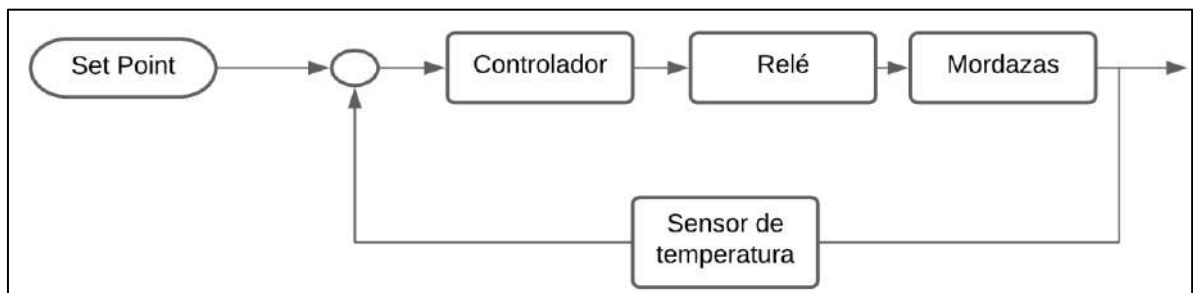 Set Point
Controlador
Relé
Mordazas
Sensor de
temperatura